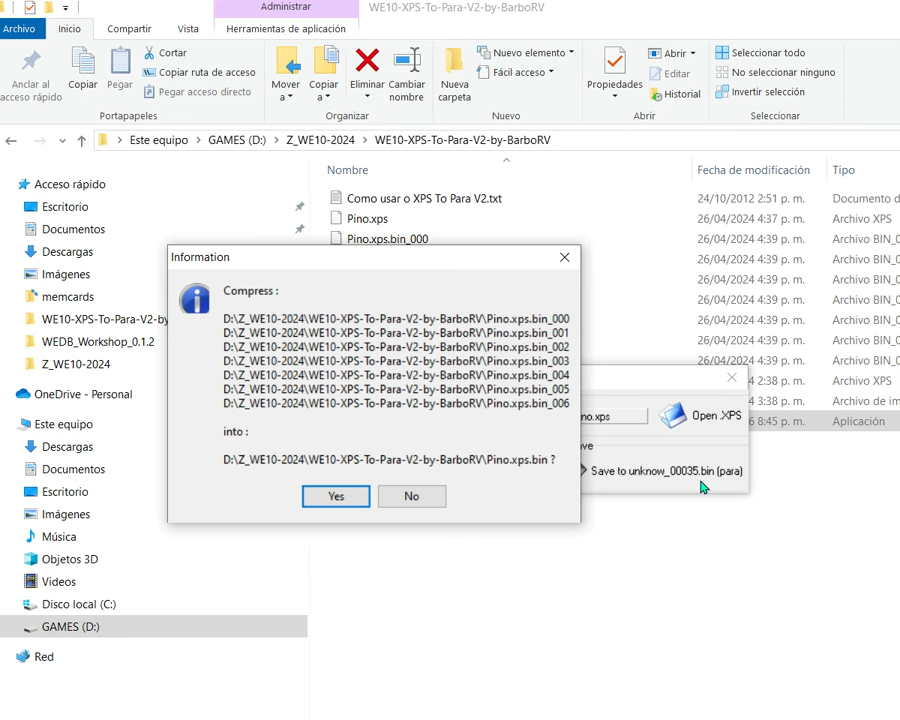 Administrar
WE10-XPS-To-Para-V2-by-BarboRV
Archivo
Inicio
Compartir
Vista
Herramientas de aplicación
Anclar al
acceso rápido
Copiar
Pegar
Cortar
Copiar ruta de acceso
Pegar acceso directo
Portapapeles
Mover
a
Copiar
a
Eliminar
Cambiar
nombre
Organizar
Nueva
carpeta
Nuevo elemento
Fácil acceso
Nuevo
Propiedades
Abrir
Editar
Historial
Abrir
Seleccionar todo
No seleccionar ninguno
Invertir selección
Seleccionar
Este equipo > GAMES (D:) > Z_WE10-2024 > WE10-XPS-To-Para-V2-by-BarboRV
Nombre
Fecha de modificación
Tipo
Como usar o XPS To Para V2.txt
24/10/2012 2:51 p. m.
Documento d
Pino.xps
26/04/2024 4:37 p. m.
Archivo XPS
Pino.xps.bin_000
26/04/2024 4:39 p. m.
Archivo BIN_0
26/04/2024 4:39 p. m.
Archivo BIN_0
26/04/2024 4:39 p. m.
Archivo BIN_0
26/04/2024 4:39 p. m.
Archivo BIN_0
26/04/2024 4:39 p. m.
Archivo BIN_0
26/04/2024 4:39 p. m.
Archivo BIN_0
26/04/2024 4:39 p. m.
Archivo BIN_0
2:38 p. m.
Archivo XPS
3:38 p. m.
Archivo de im
6 8:45 p. m.
Aplicación
Acceso rápido
Escritorio
Documentos
Descargas
Imágenes
memcards
WE10-XPS-To-Para-V2-by
WEDB_Workshop_0.1.2
Z_WE10-2024
OneDrive - Personal
Este equipo
Descargas
Documentos
Escritorio
Imágenes
Música
Objetos 3D
Videos
Disco local (C:)
GAMES (D:)
Red
Information
Compress :
D:\Z_WE10-2024\WE10-XPS-To-Para-V2-by-BarboRV\Pino.xps.bin_000
D:\Z_WE10-2024\WE10-XPS-To-Para-V2-by-BarboRV\Pino.xps.bin_001
D:\Z_WE10-2024\WE10-XPS-To-Para-V2-by-BarboRV\Pino.xps.bin_002
D:\Z_WE10-2024\WE10-XPS-To-Para-V2-by-BarboRV\Pino.xps.bin_003
D:\Z_WE10-2024\WE10-XPS-To-Para-V2-by-BarboRV\Pino.xps.bin_004
D:\Z_WE10-2024\WE10-XPS-To-Para-V2-by-BarboRV\Pino.xps.bin_005
D:\Z_WE10-2024\WE10-XPS-To-Para-V2-by-BarboRV\Pino.xps.bin_006
into :
D:\Z_WE10-2024\WE10-XPS-To-Para-V2-by-BarboRV\Pino.xps.bin ?
Yes
No
no.xps
Open .XPS
ve
Save to unknow_00035.bin (para)